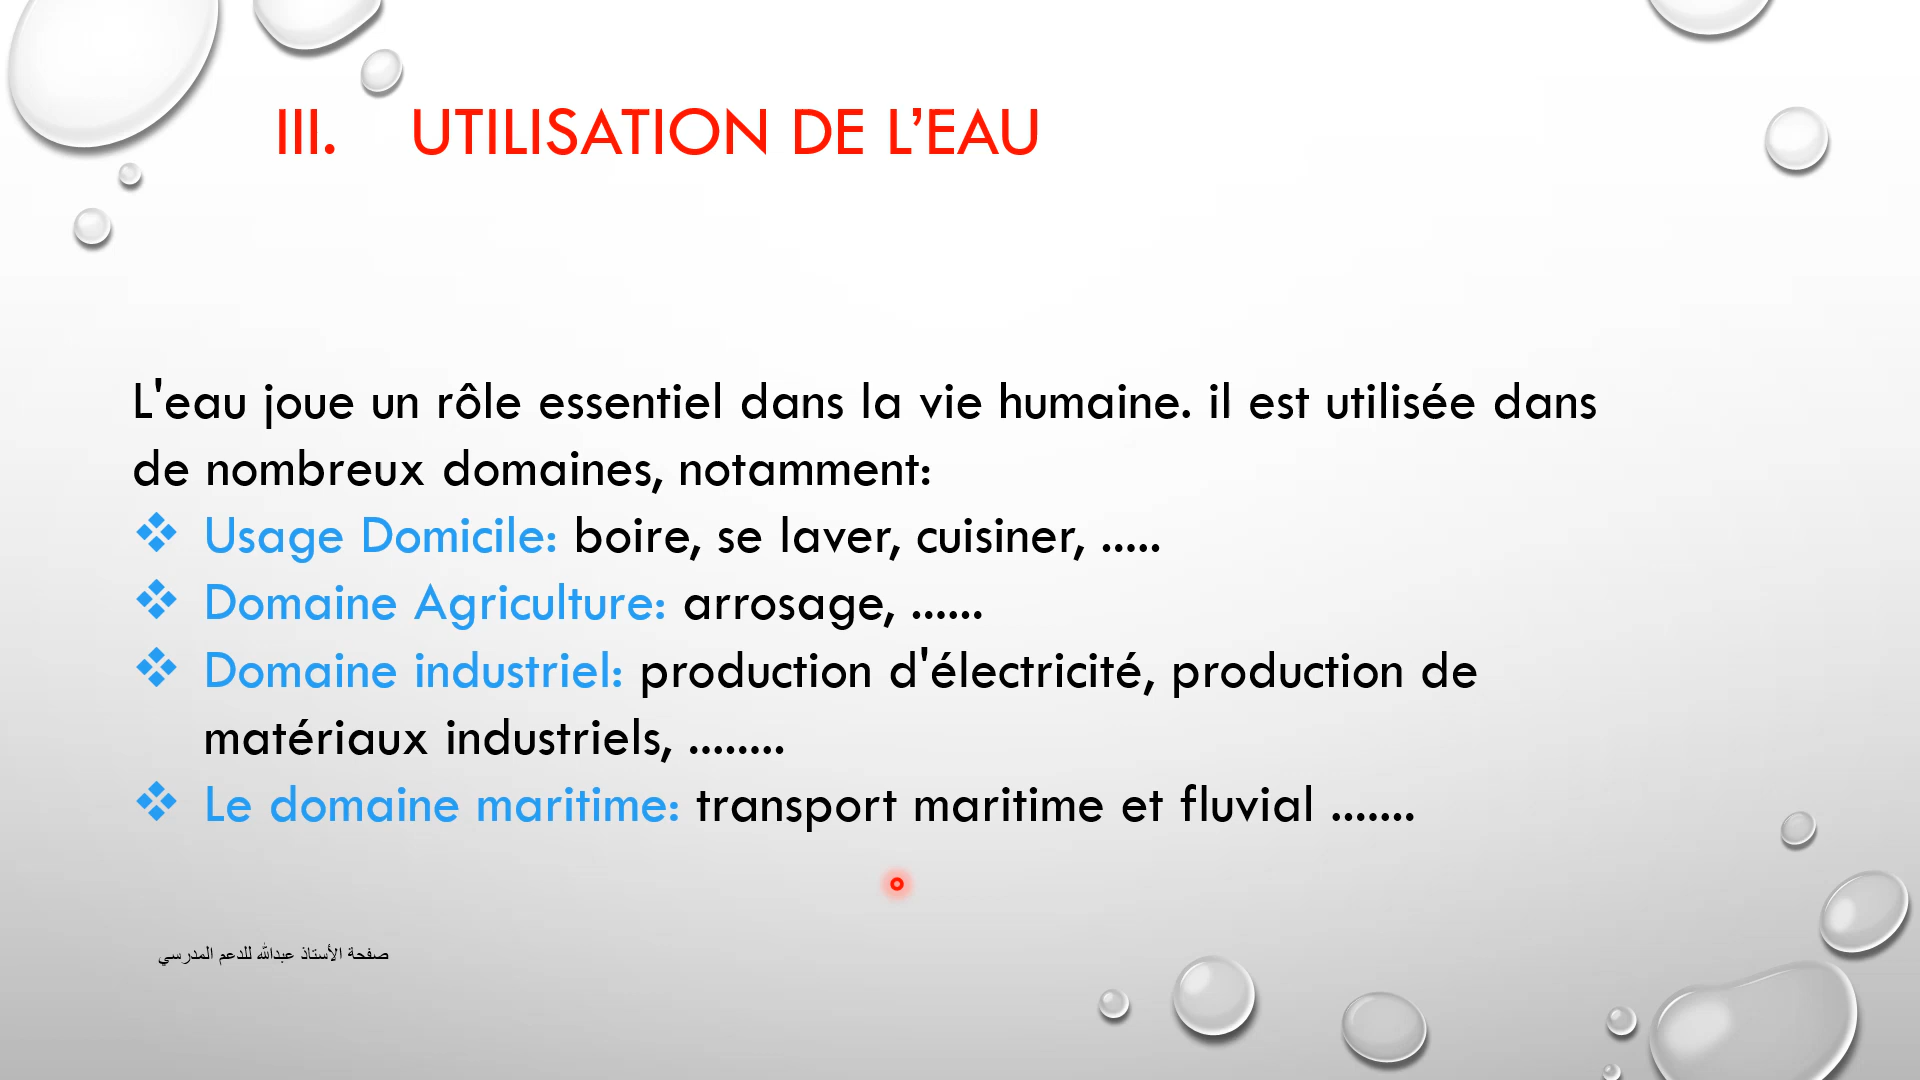 III. UTILISATION DE L’EAU
L'eau joue un rôle essentiel dans la vie humaine. il est utilisée dans
de nombreux domaines, notamment:
❖ Usage Domicile: boire, se laver, cuisiner, .....
❖ Domaine Agriculture: arrosage, ......
❖ Domaine industriel: production d'électricité, production de
matériaux industriels, ........
❖ Le domaine maritime: transport maritime et fluvial .......
صفحة الأستاذ عبدالله للدعم المدرسي